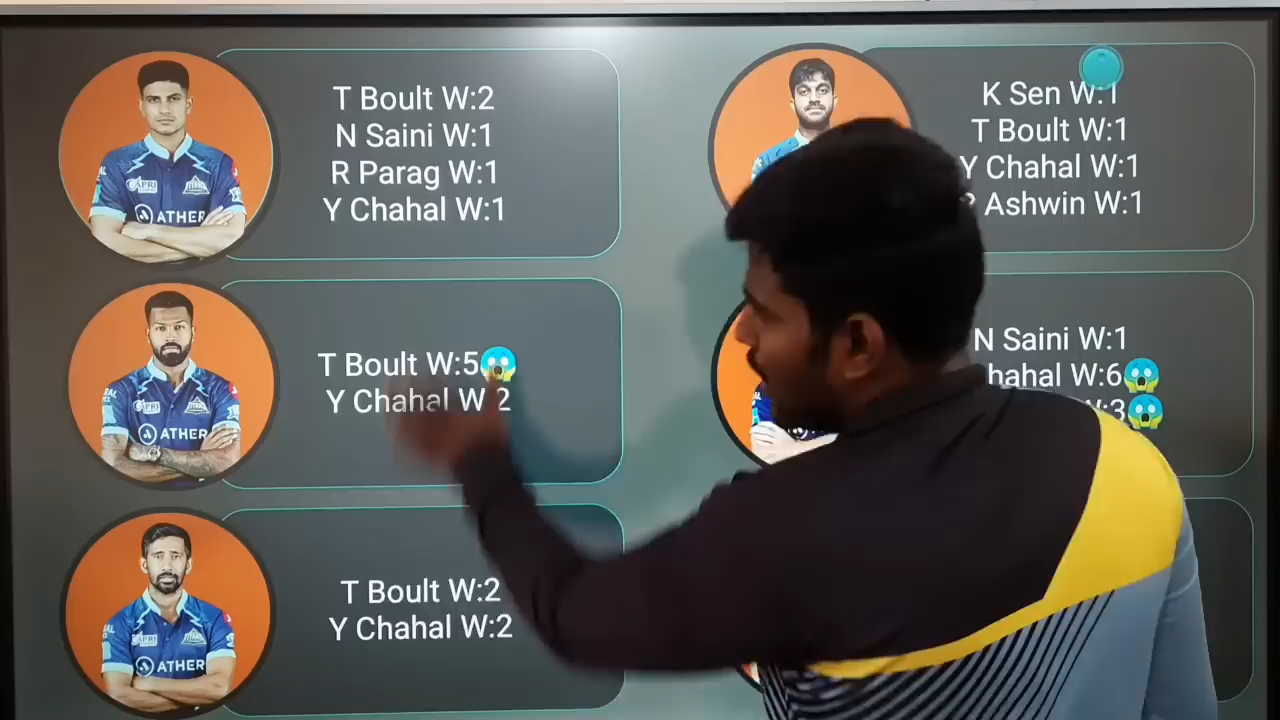 T Boult W:2
N Saini W:1
R Parag W:1
Y Chahal W:1
K Sen W:1
T Boult W:1
Y Chahal W:1
Ashwin W:1
T Boult W:5😱
Y Chahal W:2
N Saini W:1
hahal W:6😱
W:3😱
T Boult W:2
Y Chahal W:2
ATHER
ATHER
ATHER